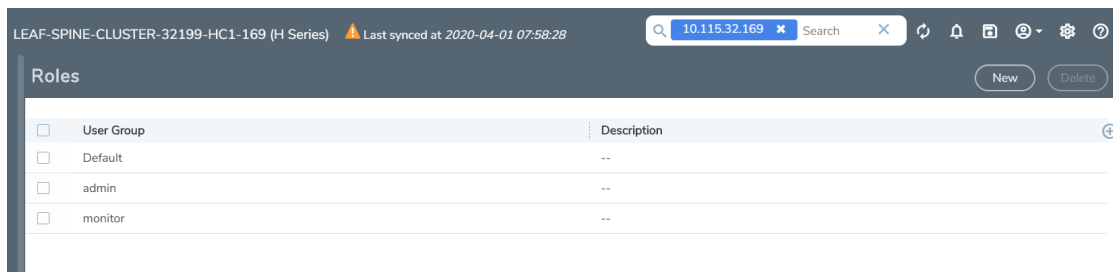 LEAF-SPINE-CLUSTER-32199-HC1-169 (H Series) Last synced at 2020-04-01 07:58:28 10.115.32.169 Search
Roles New Delete
User Group Description
Default --
admin --
monitor --